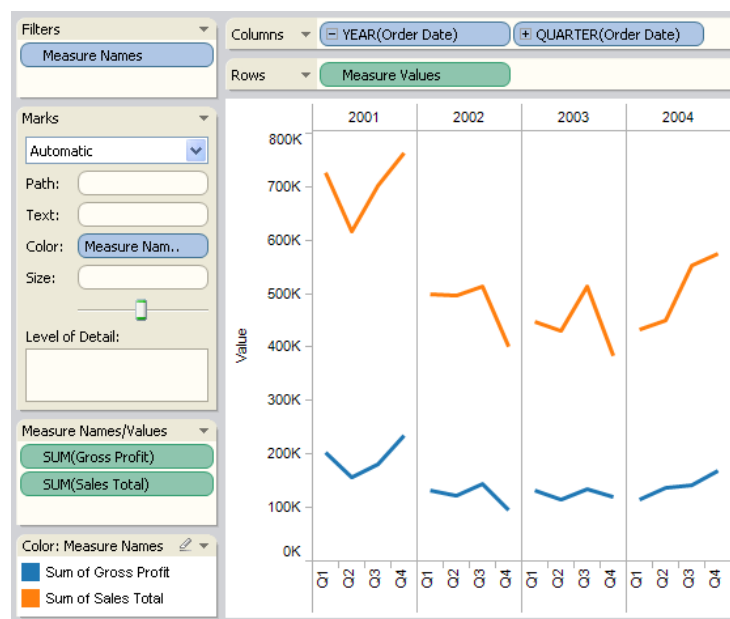 Filters
Measure Names
Columns
YEAR(Order Date)
QUARTER(Order Date)
Rows
Measure Values
Marks
Automatic
Path:
Text:
Color:
Measure Nam..
Size:
Level of Detail:
Measure Names/Values
SUM(Gross Profit)
SUM(Sales Total)
Color: Measure Names
Sum of Gross Profit
Sum of Sales Total
2001 2002 2003 2004
800K
700K
600K
500K
400K
300K
200K
100K
0K
Value
Q1 Q2 Q3 Q4 Q1 Q2 Q3 Q4 Q1 Q2 Q3 Q4 Q1 Q2 Q3 Q4